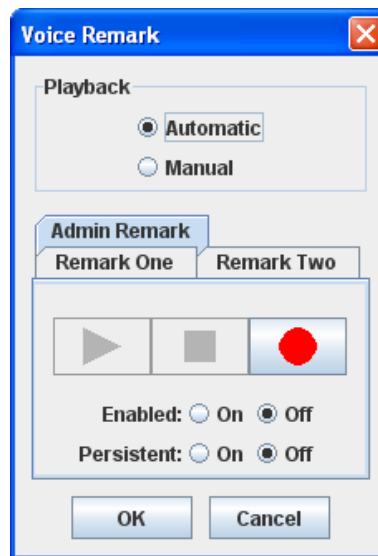 Voice Remark
Playback
Automatic
Manual
Admin Remark
Remark One Remark Two
Enabled: On Off
Persistent: On Off
OK Cancel